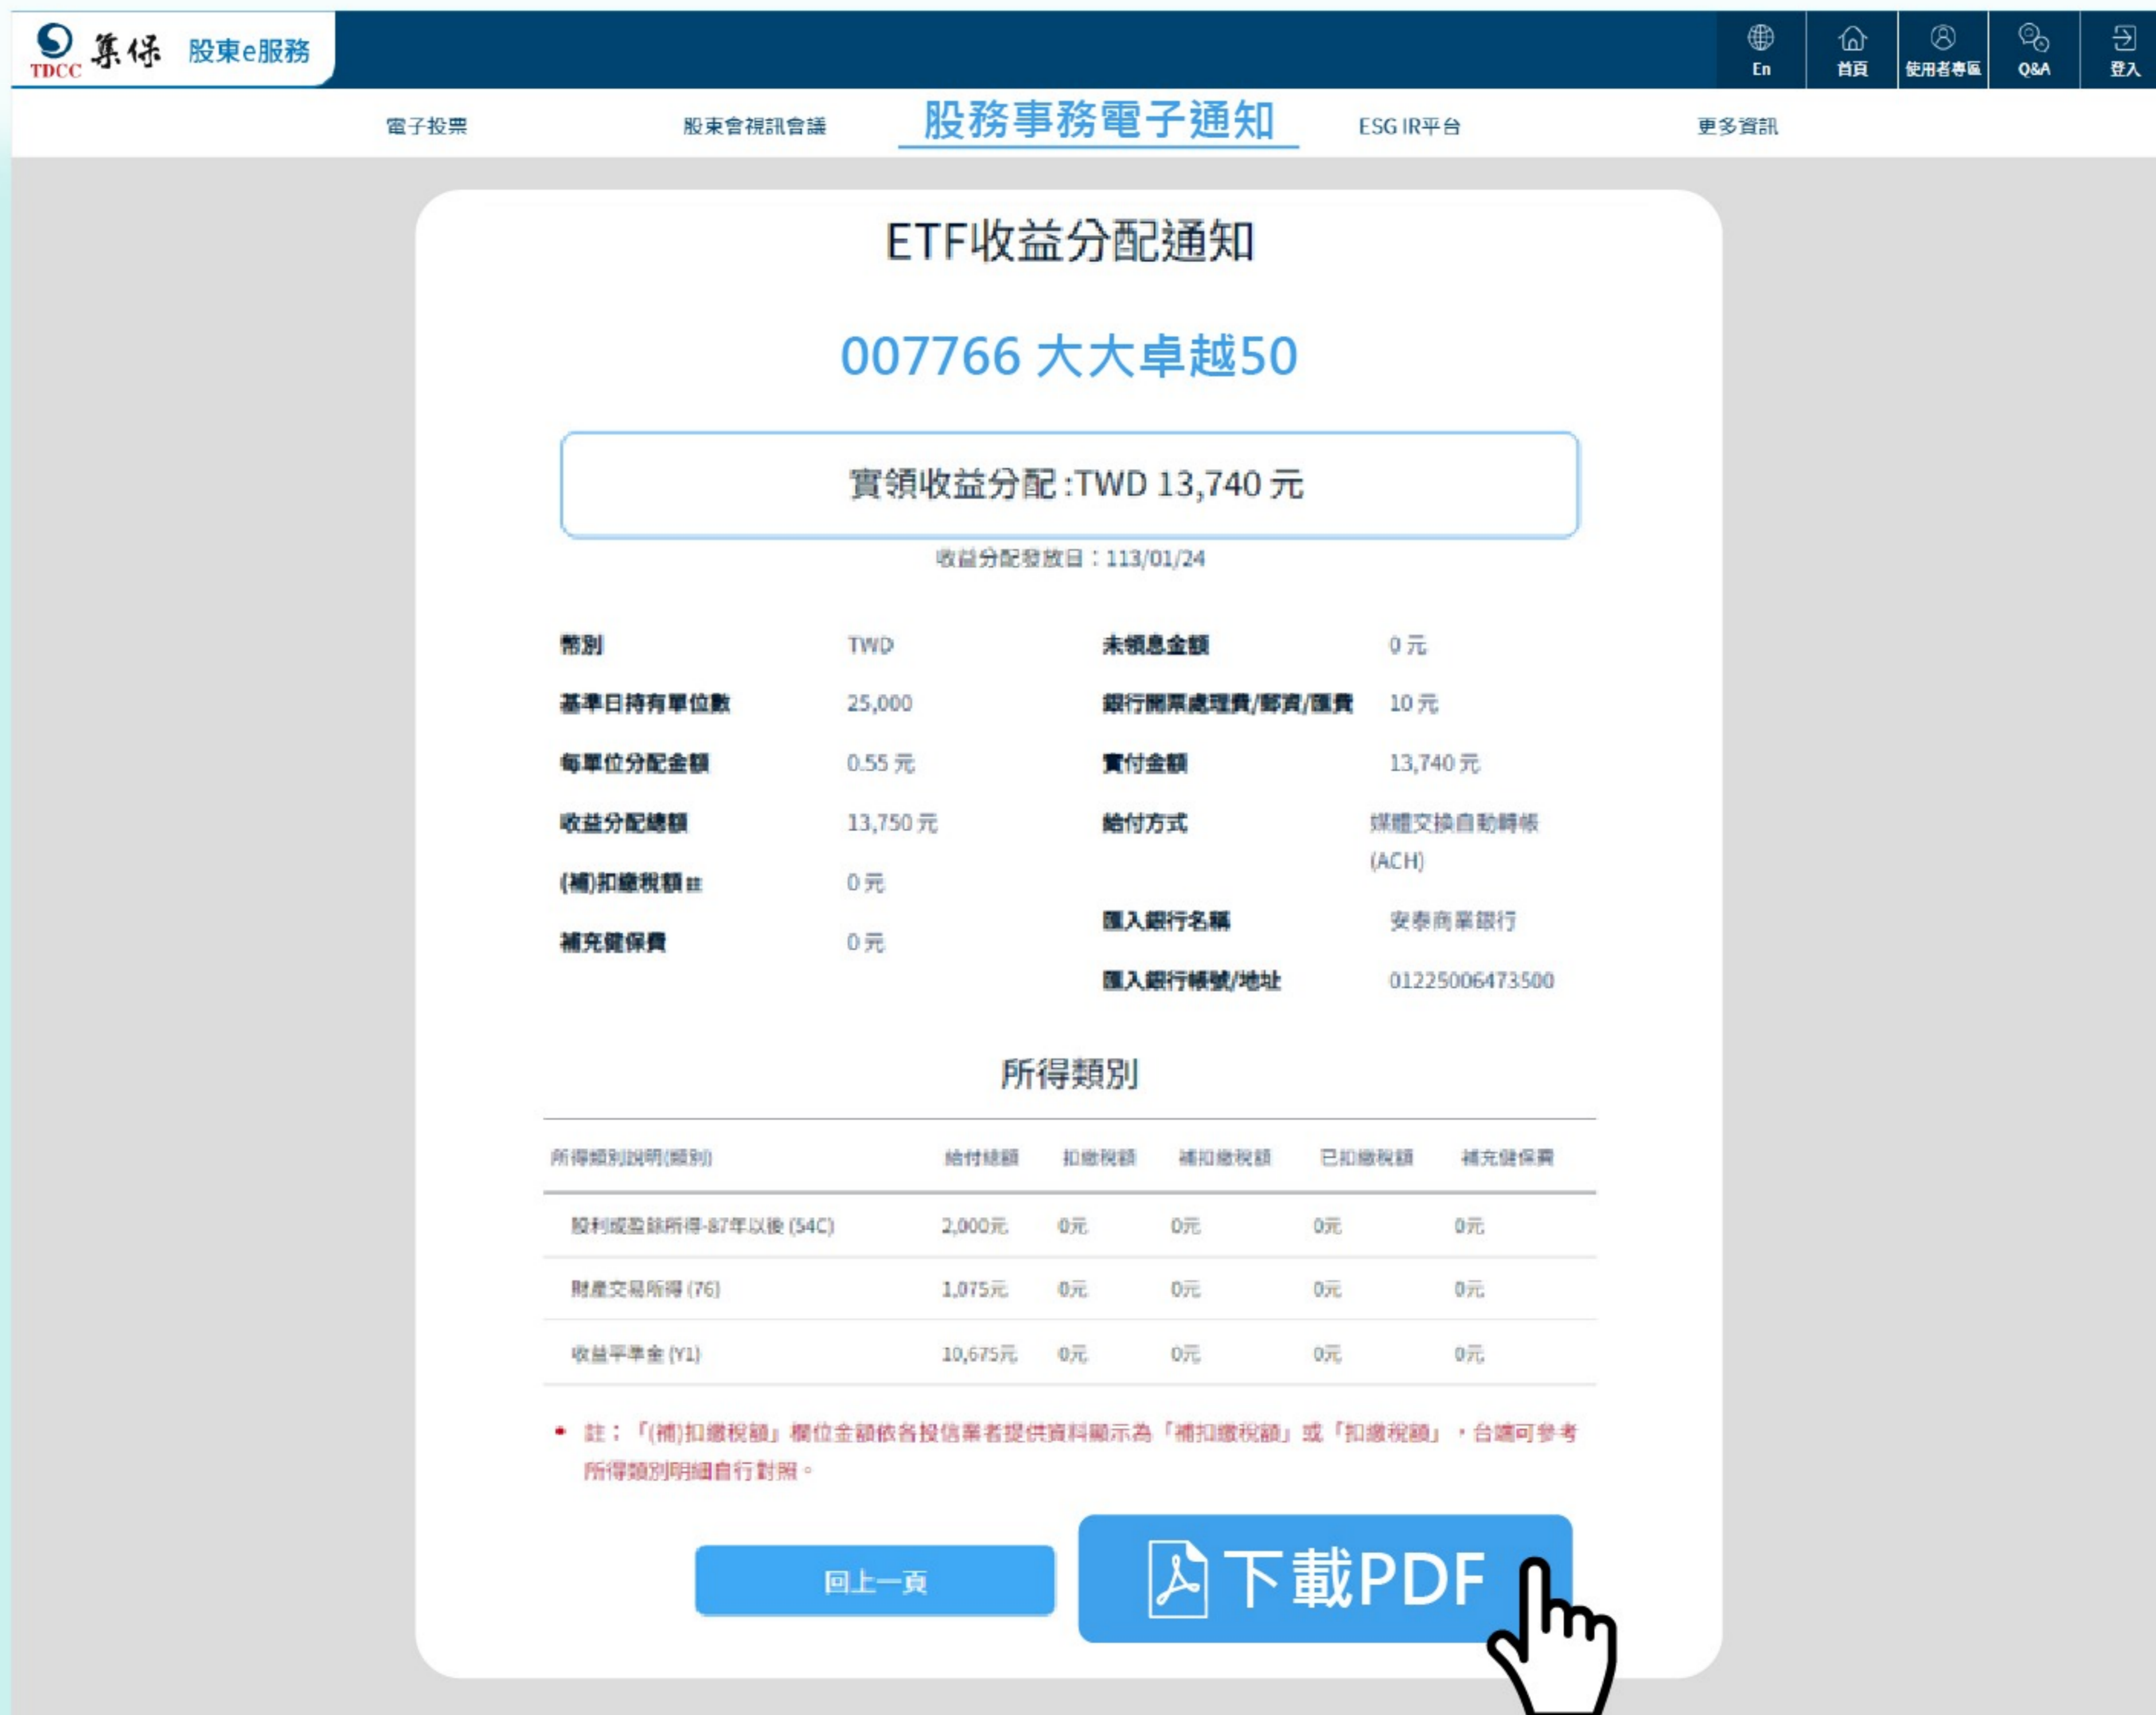 TDCC 集保 股東e服務
En 首頁 使用者專區 Q&A 登入
電子投票 股東會視訊會議 股務事務電子通知 ESG IR平台 更多資訊
ETF收益分配通知
007766 大大卓越50
實領收益分配:TWD 13,740 元
收益分配發放日：113/01/24
幣別 TWD 未領息金額 0 元
基準日持有單位數 25,000 銀行開票處理費/郵資/匯費 10 元
每單位分配金額 0.55 元 實付金額 13,740 元
收益分配總額 13,750 元 給付方式 媒體交換自動轉帳
(ACH)
(補)扣繳稅額註 0 元
匯入銀行名稱 安泰商業銀行
補充健保費 0 元
匯入銀行帳號/地址 01225006473500
所得類別
所得類別說明(類別) 給付總額 扣繳稅額 補扣繳稅額 已扣繳稅額 補充健保費
股利或盈餘所得-87年以後 (54C) 2,000元 0元 0元 0元 0元
財產交易所得 (76) 1,075元 0元 0元 0元 0元
收益平準金 (Y1) 10,675元 0元 0元 0元 0元
• 註：「(補)扣繳稅額」欄位金額依各投信業者提供資料顯示為「補扣繳稅額」或「扣繳稅額」，台端可參考
所得類別明細自行對照。
回上一頁 下載PDF